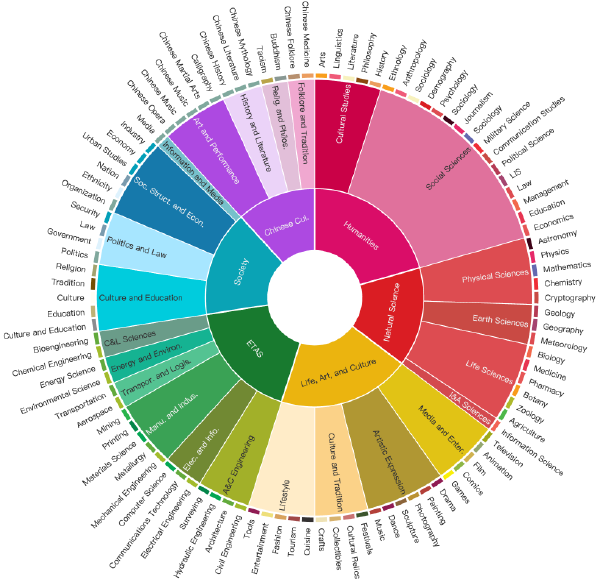 Humanities
Natural Science
Life, Art, and Culture
ETAS
Society
Chinese Cul.
Cultural Studies
Social Sciences
Physical Sciences
Earth Sciences
Life Sciences
I&A Sciences
Media and Enter.
Artistic Expression
Culture and Tradition
Lifestyle
A&C Engineering
Elec. and Info.
Manu. and Indus.
Transpor. and Logis.
Energy and Environ.
C&L Sciences
Culture and Education
Politics and Law
Soc. Struct. and Econ.
Information and Media
Art and Performance
History and Literature
Relig. and Philos.
Folklore and Tradition
Arts
Linguistics
Literature
Philosophy
History
Ethnology
Anthropology
Sociology
Demography
Psychology
Sociology
Journalism
Sociology
Military Science
Communication Studies
Political Science
LIS
Law
Management
Education
Economics
Astronomy
Physics
Mathematics
Chemistry
Cryptography
Geology
Geography
Meteorology
Biology
Medicine
Pharmacy
Botany
Zoology
Agriculture
Information Science
Television
Animation
Film
Comics
Games
Drama
Painting
Photography
Sculpture
Dance
Music
Festivals
Cultural Relics
Collectibles
Crafts
Cuisine
Tourism
Fashion
Entertainment
Tools
Civil Engineering
Architecture
Hydraulic Engineering
Surveying
Electrical Engineering
Communications Technology
Computer Science
Mechanical Engineering
Metallurgy
Materials Science
Printing
Mining
Aerospace
Transportation
Environmental Science
Energy Science
Chemical Engineering
Bioengineering
Culture and Education
Education
Culture
Tradition
Religion
Politics
Government
Law
Security
Organization
Ethnicity
Nation
Urban Studies
Economy
Industry
Media
Chinese Opera
Chinese Music
Chinese Music
Chinese Martial Arts
Calligraphy
Chinese History
Chinese Literature
Chinese Mythology
Taoism
Buddhism
Chinese Folklore
Chinese Medicine